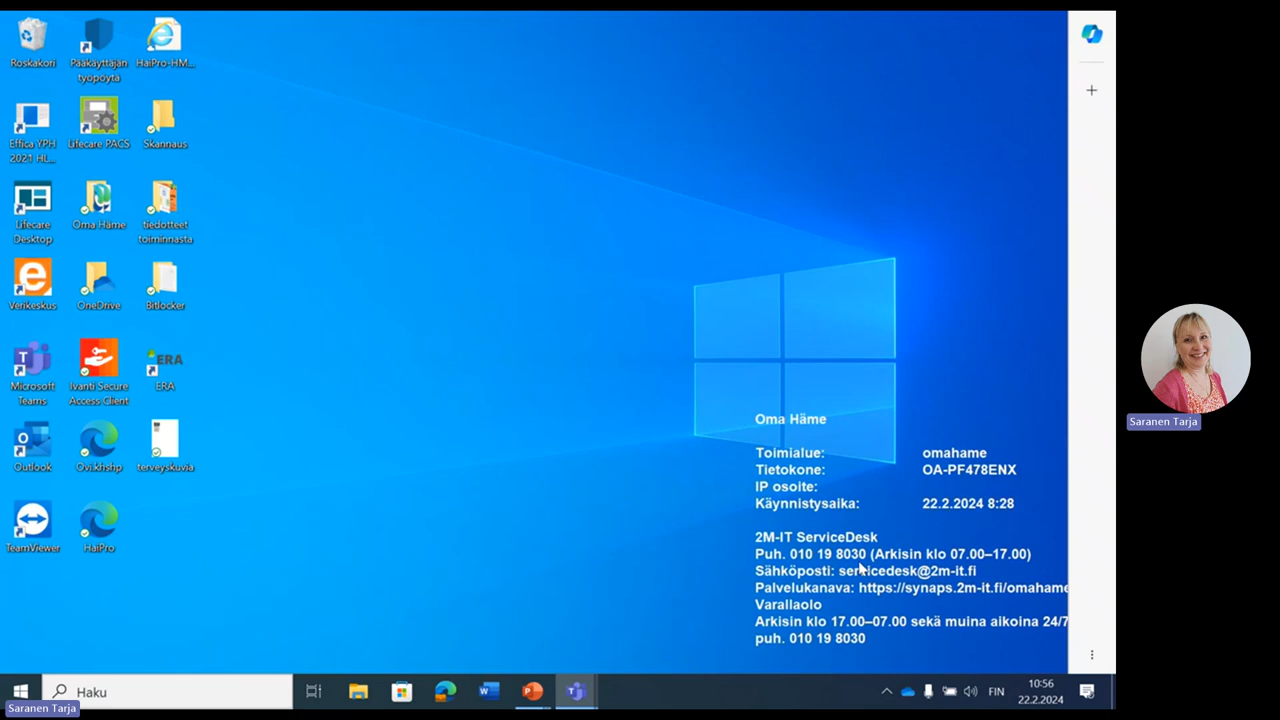 Roskakori
Pääkäyttäjän
työpöytä
HaiPro-HM...
Effica YPH
2021 HL...
Lifecare PACS
Skannaus
Lifecare
Desktop
Oma Häme
tiedotteet
toiminnasta
Verikeskus
OneDrive
Bitlocker
Microsoft
Teams
Ivanti Secure
Access Client
ERA
ERA
Outlook
Ovi.khshp
terveyskuvia
TeamViewer
HaiPro
Oma Häme
Toimialue: omahame
Tietokone: OA-PF478ENX
IP osoite:
Käynnistysaika: 22.2.2024 8:28
2M-IT ServiceDesk
Puh. 010 19 8030 (Arkisin klo 07.00–17.00)
Sähköposti: servicedesk@2m-it.fi
Palvelukanava: https://synaps.2m-it.fi/omahame
Varallaolo
Arkisin klo 17.00–07.00 sekä muina aikoina 24/7
puh. 010 19 8030
Saranen Tarja
Haku
FIN
10:56
22.2.2024
Saranen Tarja